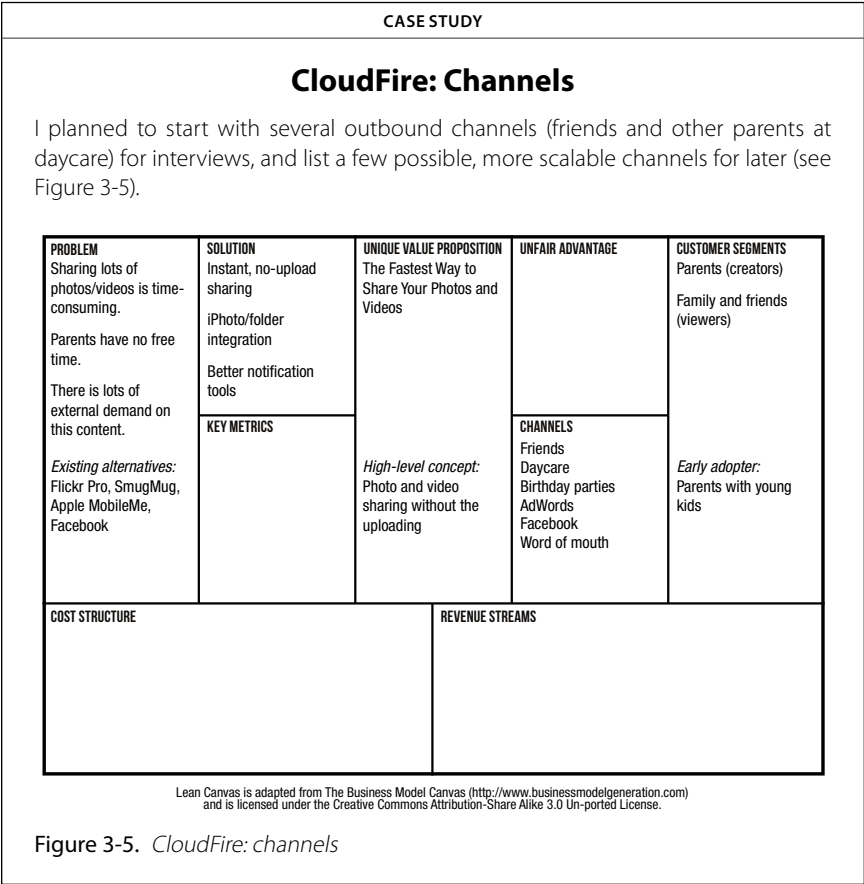 CASE STUDY
CloudFire: Channels
I planned to start with several outbound channels (friends and other parents at
daycare) for interviews, and list a few possible, more scalable channels for later (see
Figure 3-5).
PROBLEM
Sharing lots of
photos/videos is time-
consuming.
Parents have no free
time.
There is lots of
external demand on
this content.
Existing alternatives:
Flickr Pro, SmugMug,
Apple MobileMe,
Facebook
SOLUTION
Instant, no-upload
sharing
iPhoto/folder
integration
Better notification
tools
KEY METRICS
UNIQUE VALUE PROPOSITION
The Fastest Way to
Share Your Photos and
Videos
High-level concept:
Photo and video
sharing without the
uploading
UNFAIR ADVANTAGE
CHANNELS
Friends
Daycare
Birthday parties
AdWords
Facebook
Word of mouth
CUSTOMER SEGMENTS
Parents (creators)
Family and friends
(viewers)
Early adopter:
Parents with young
kids
COST STRUCTURE
REVENUE STREAMS
Lean Canvas is adapted from The Business Model Canvas (http://www.businessmodelgeneration.com)
and is licensed under the Creative Commons Attribution-Share Alike 3.0 Un-ported License.
Figure 3-5. CloudFire: channels